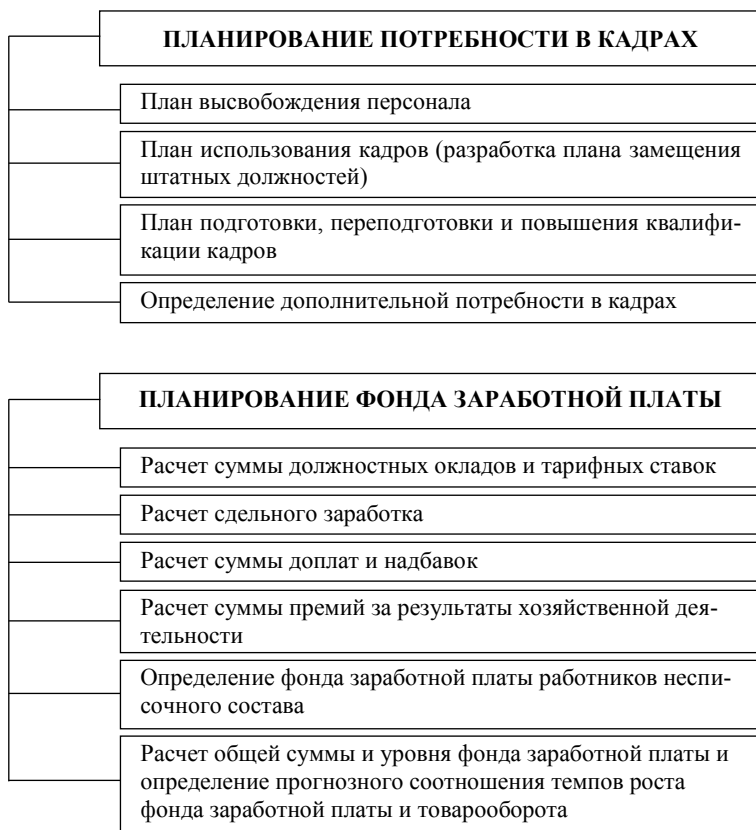 ПЛАНИРОВАНИЕ ПОТРЕБНОСТИ В КАДРАХ
План высвобождения персонала
План использования кадров (разработка плана замещения
штатных должностей)
План подготовки, переподготовки и повышения квалифи-
кации кадров
Определение дополнительной потребности в кадрах
ПЛАНИРОВАНИЕ ФОНДА ЗАРАБОТНОЙ ПЛАТЫ
Расчет суммы должностных окладов и тарифных ставок
Расчет сдельного заработка
Расчет суммы доплат и надбавок
Расчет суммы премий за результаты хозяйственной дея-
тельности
Определение фонда заработной платы работников неспи-
сочного состава
Расчет общей суммы и уровня фонда заработной платы и
определение прогнозного соотношения темпов роста
фонда заработной платы и товарооборота